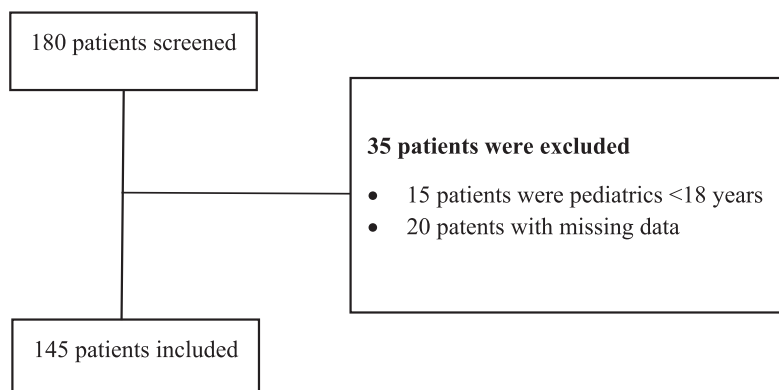 180 patients screened
35 patients were excluded
• 15 patients were pediatrics <18 years
• 20 patents with missing data
145 patients included